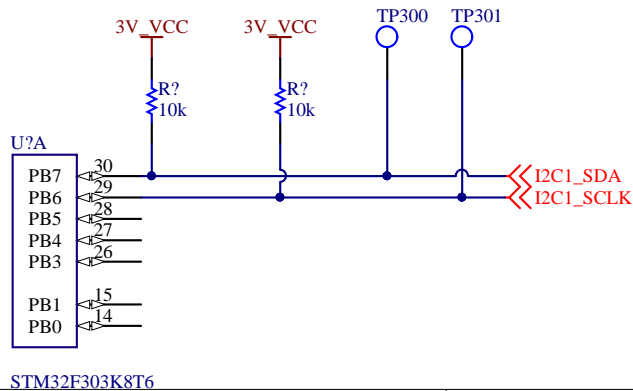 TP300 TP301
3V_VCC 3V_VCC
R? R?
10k 10k
U?A
PB7 30 I2C1_SDA
PB6 29 I2C1_SCLK
PB5 28
PB4 27
PB3 26
PB1 15
PB0 14
STM32F303K8T6